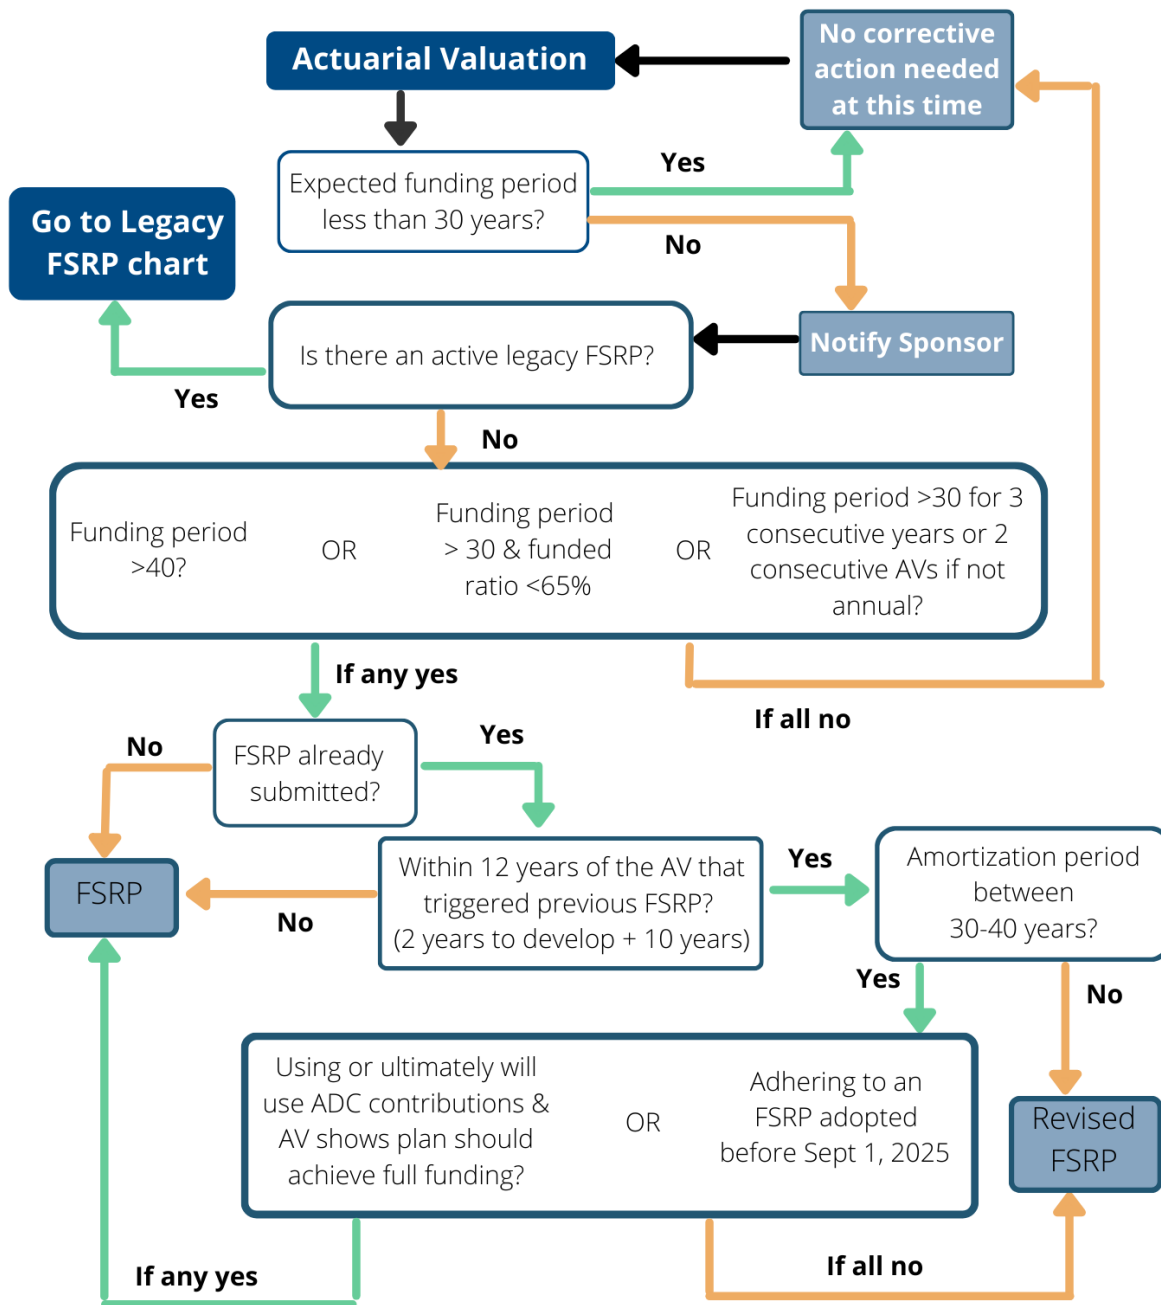 No corrective
action needed
at this time
Actuarial Valuation
Expected funding period
less than 30 years?
Yes
No
Go to Legacy
FSRP chart
Notify Sponsor
Is there an active legacy FSRP?
Yes
No
Funding period
>40?
OR
Funding period
> 30 & funded
ratio <65%
OR
Funding period >30 for 3
consecutive years or 2
consecutive AVs if not
annual?
If any yes
If all no
FSRP already
submitted?
No
Yes
FSRP
Within 12 years of the AV that
triggered previous FSRP?
(2 years to develop + 10 years)
No
Yes
Amortization period
between
30-40 years?
Yes
No
Using or ultimately will
use ADC contributions &
AV shows plan should
achieve full funding?
OR
Adhering to an
FSRP adopted
before Sept 1, 2025
Revised
FSRP
If any yes
If all no